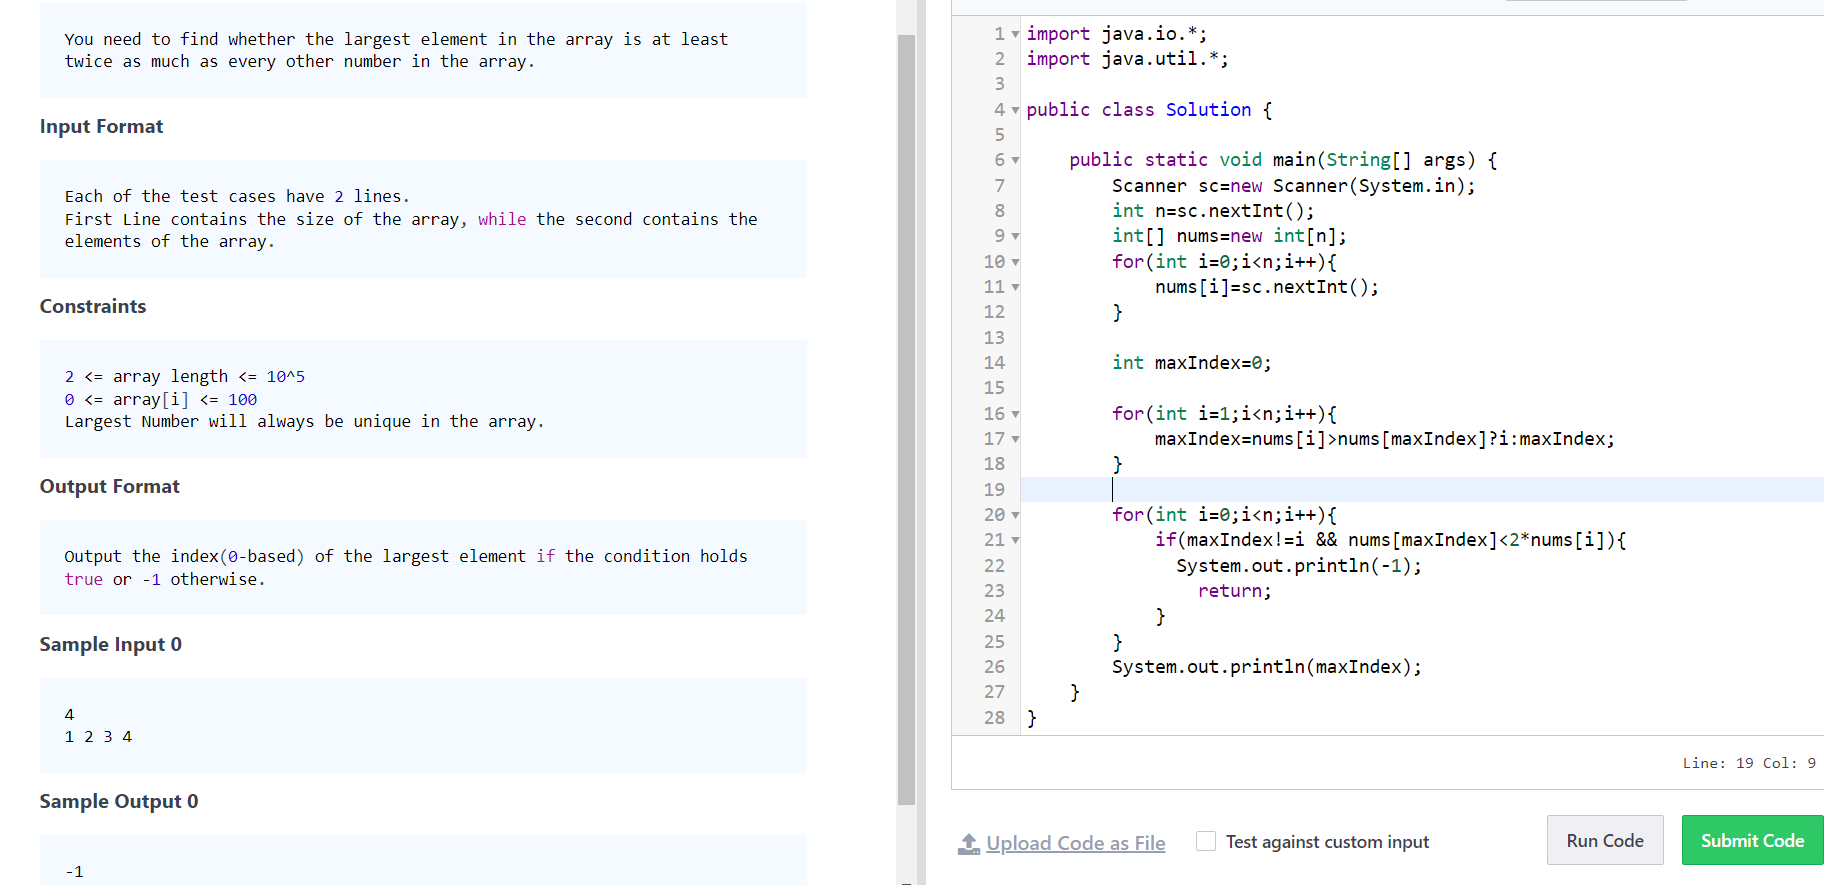 You need to find whether the largest element in the array is at least
twice as much as every other number in the array.
Input Format
Each of the test cases have 2 lines.
First Line contains the size of the array, while the second contains the
elements of the array.
Constraints
2 <= array length <= 10^5
0 <= array[i] <= 100
Largest Number will always be unique in the array.
Output Format
Output the index(0-based) of the largest element if the condition holds
true or -1 otherwise.
Sample Input 0
4
1 2 3 4
Sample Output 0
-1
1 import java.io.*;
2 import java.util.*;
3
4 public class Solution {
5
6     public static void main(String[] args) {
7         Scanner sc=new Scanner(System.in);
8         int n=sc.nextInt();
9         int[] nums=new int[n];
10         for(int i=0;i<n;i++){
11             nums[i]=sc.nextInt();
12         }
13
14         int maxIndex=0;
15
16         for(int i=1;i<n;i++){
17             maxIndex=nums[i]>nums[maxIndex]?i:maxIndex;
18         }
19
20         for(int i=0;i<n;i++){
21             if(maxIndex!=i && nums[maxIndex]<2*nums[i]){
22               System.out.println(-1);
23                 return;
24             }
25         }
26         System.out.println(maxIndex);
27     }
28 }
Line: 19 Col: 9
Upload Code as File
Test against custom input
Run Code
Submit Code